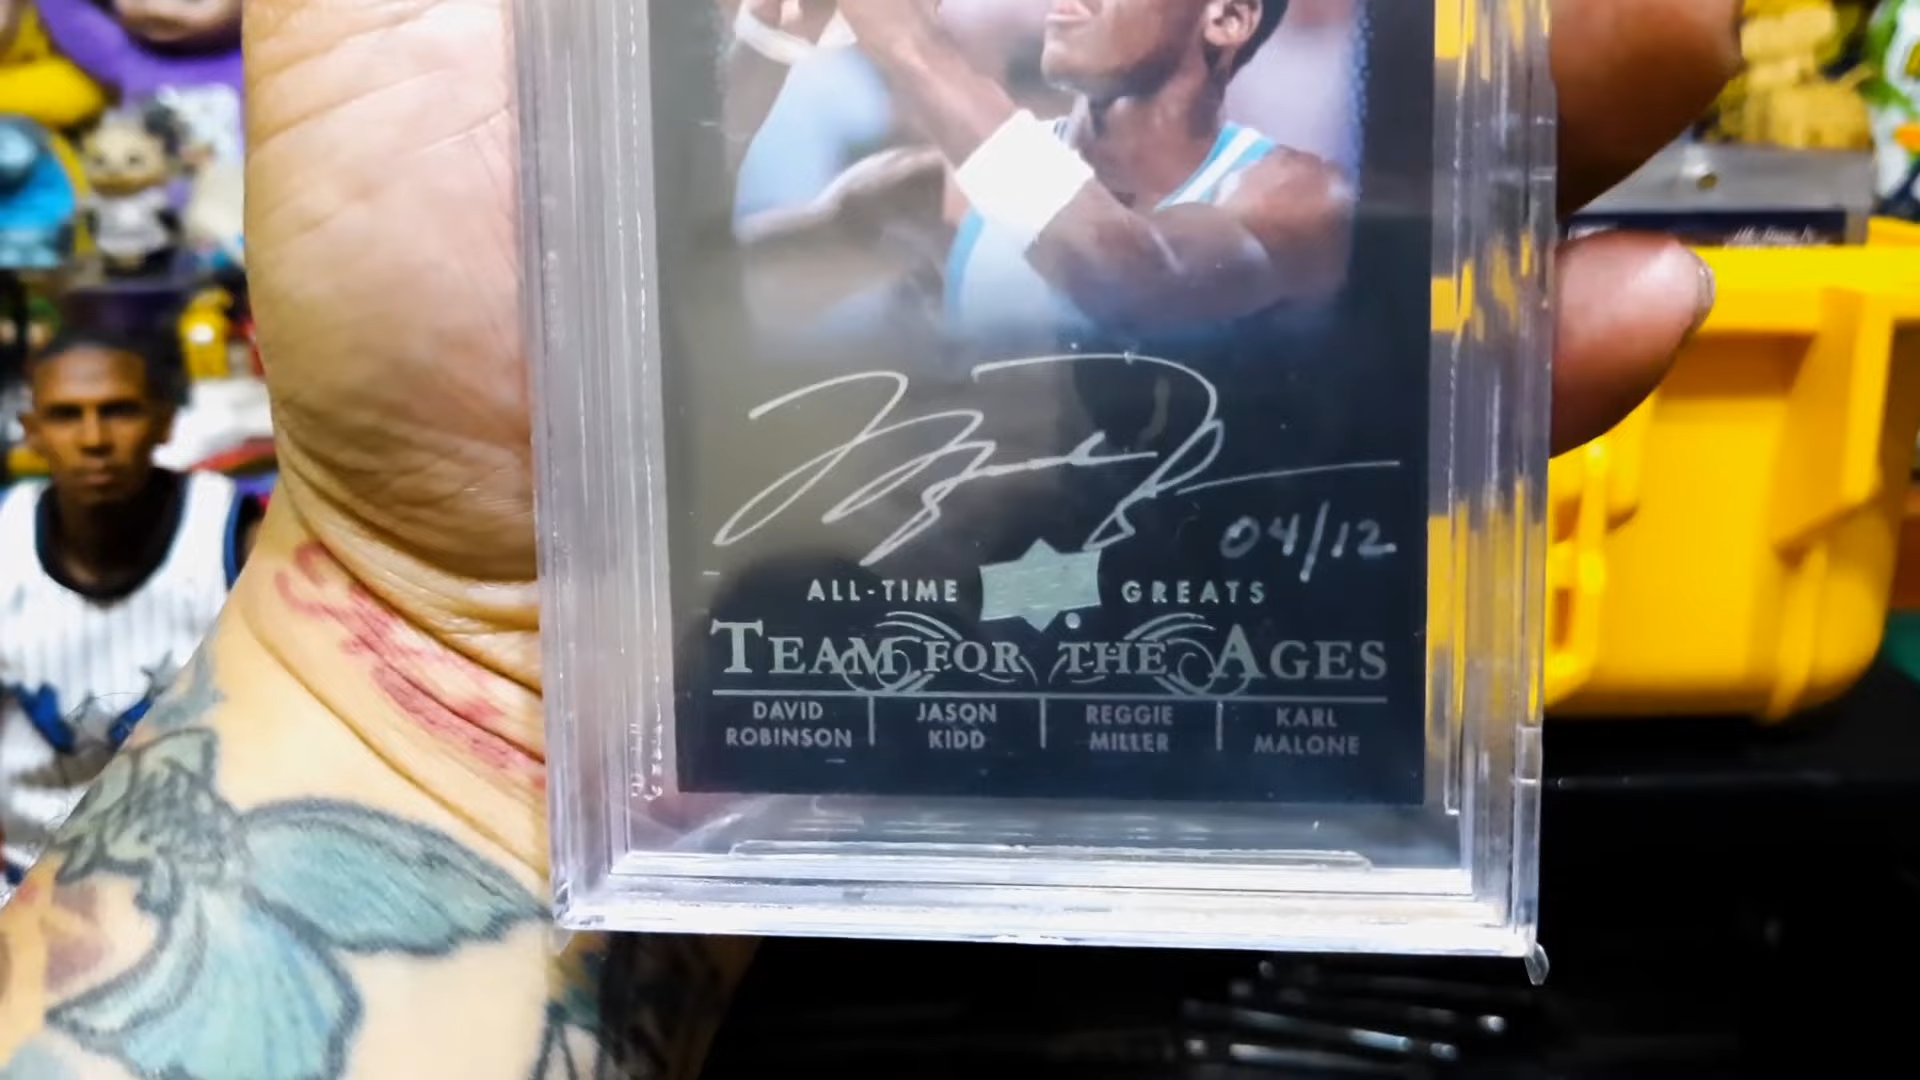 04/12
ALL-TIME GREATS
TEAM FOR THE AGES
DAVID ROBINSON
JASON KIDD
REGGIE MILLER
KARL MALONE